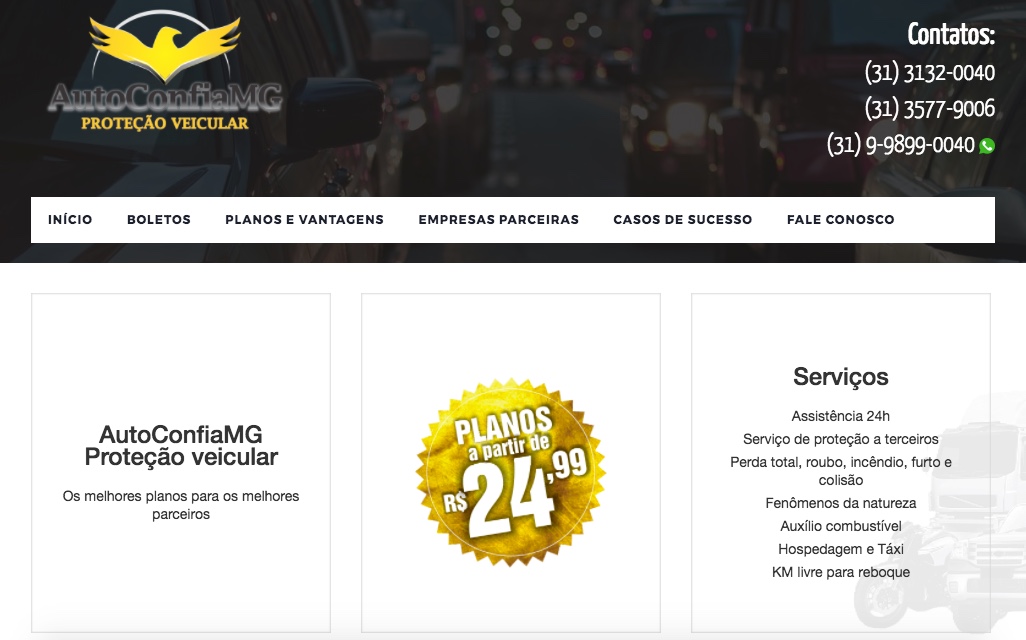 AutoConfiaMG
PROTEÇÃO VEICULAR
Contatos:
(31) 3132-0040
(31) 3577-9006
(31) 9-9899-0040
INÍCIO BOLETOS PLANOS E VANTAGENS EMPRESAS PARCEIRAS CASOS DE SUCESSO FALE CONOSCO
AutoConfiaMG
Proteção veicular
Os melhores planos para os melhores
parceiros
PLANOS
a partir de
R$ 24,99
Serviços
Assistência 24h
Serviço de proteção a terceiros
Perda total, roubo, incêndio, furto e
colisão
Fenômenos da natureza
Auxílio combustível
Hospedagem e Táxi
KM livre para reboque